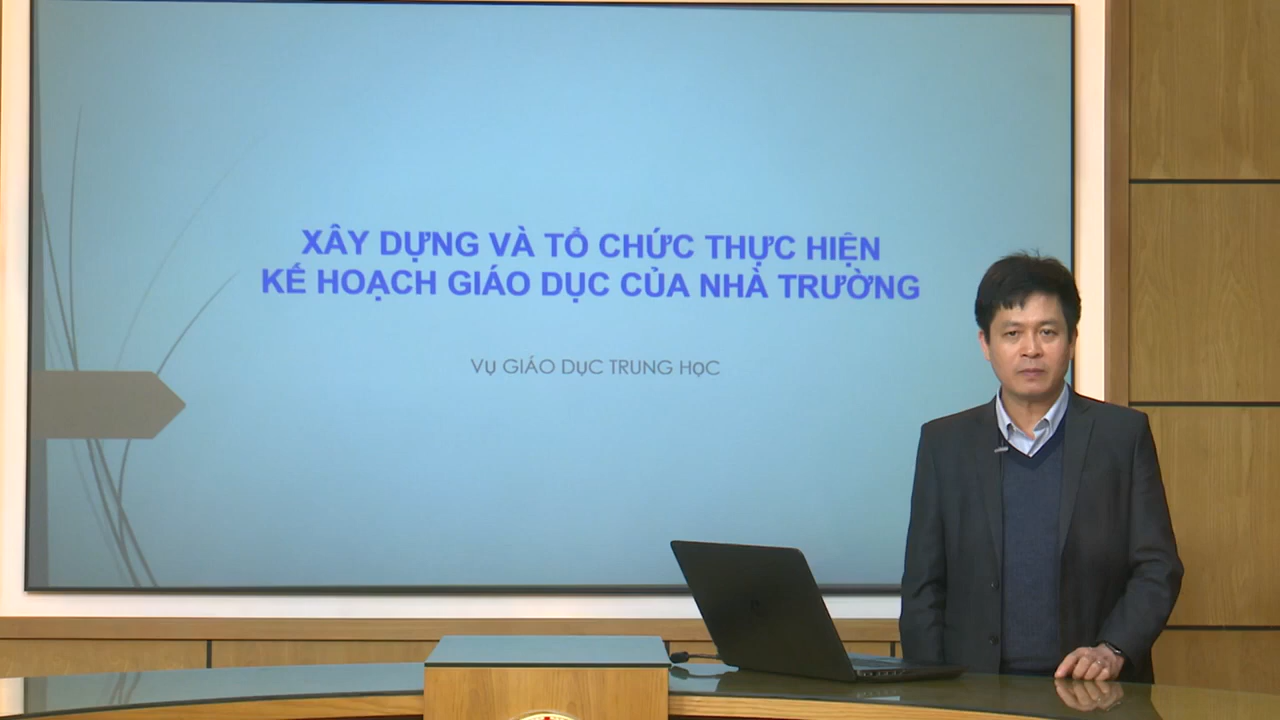 XÂY DỰNG VÀ TỔ CHỨC THỰC HIỆN
KẾ HOẠCH GIÁO DỤC CỦA NHÀ TRƯỜNG
VỤ GIÁO DỤC TRUNG HỌC